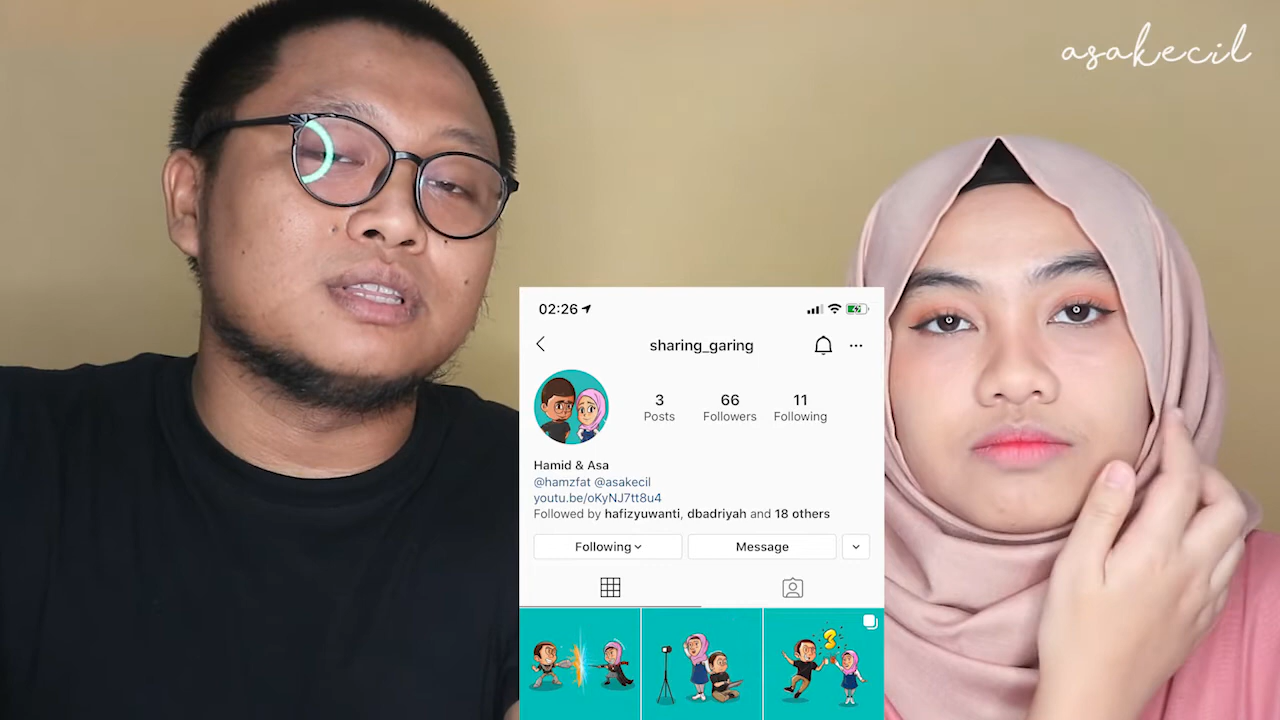 asakecil
02:26
sharing_garing
3 66 11
Posts Followers Following
Hamid & Asa
@hamzfat @asakecil
youtu.be/oKyNJ7tt8u4
Followed by hafizyuwanti, dbadriyah and 18 others
Following Message